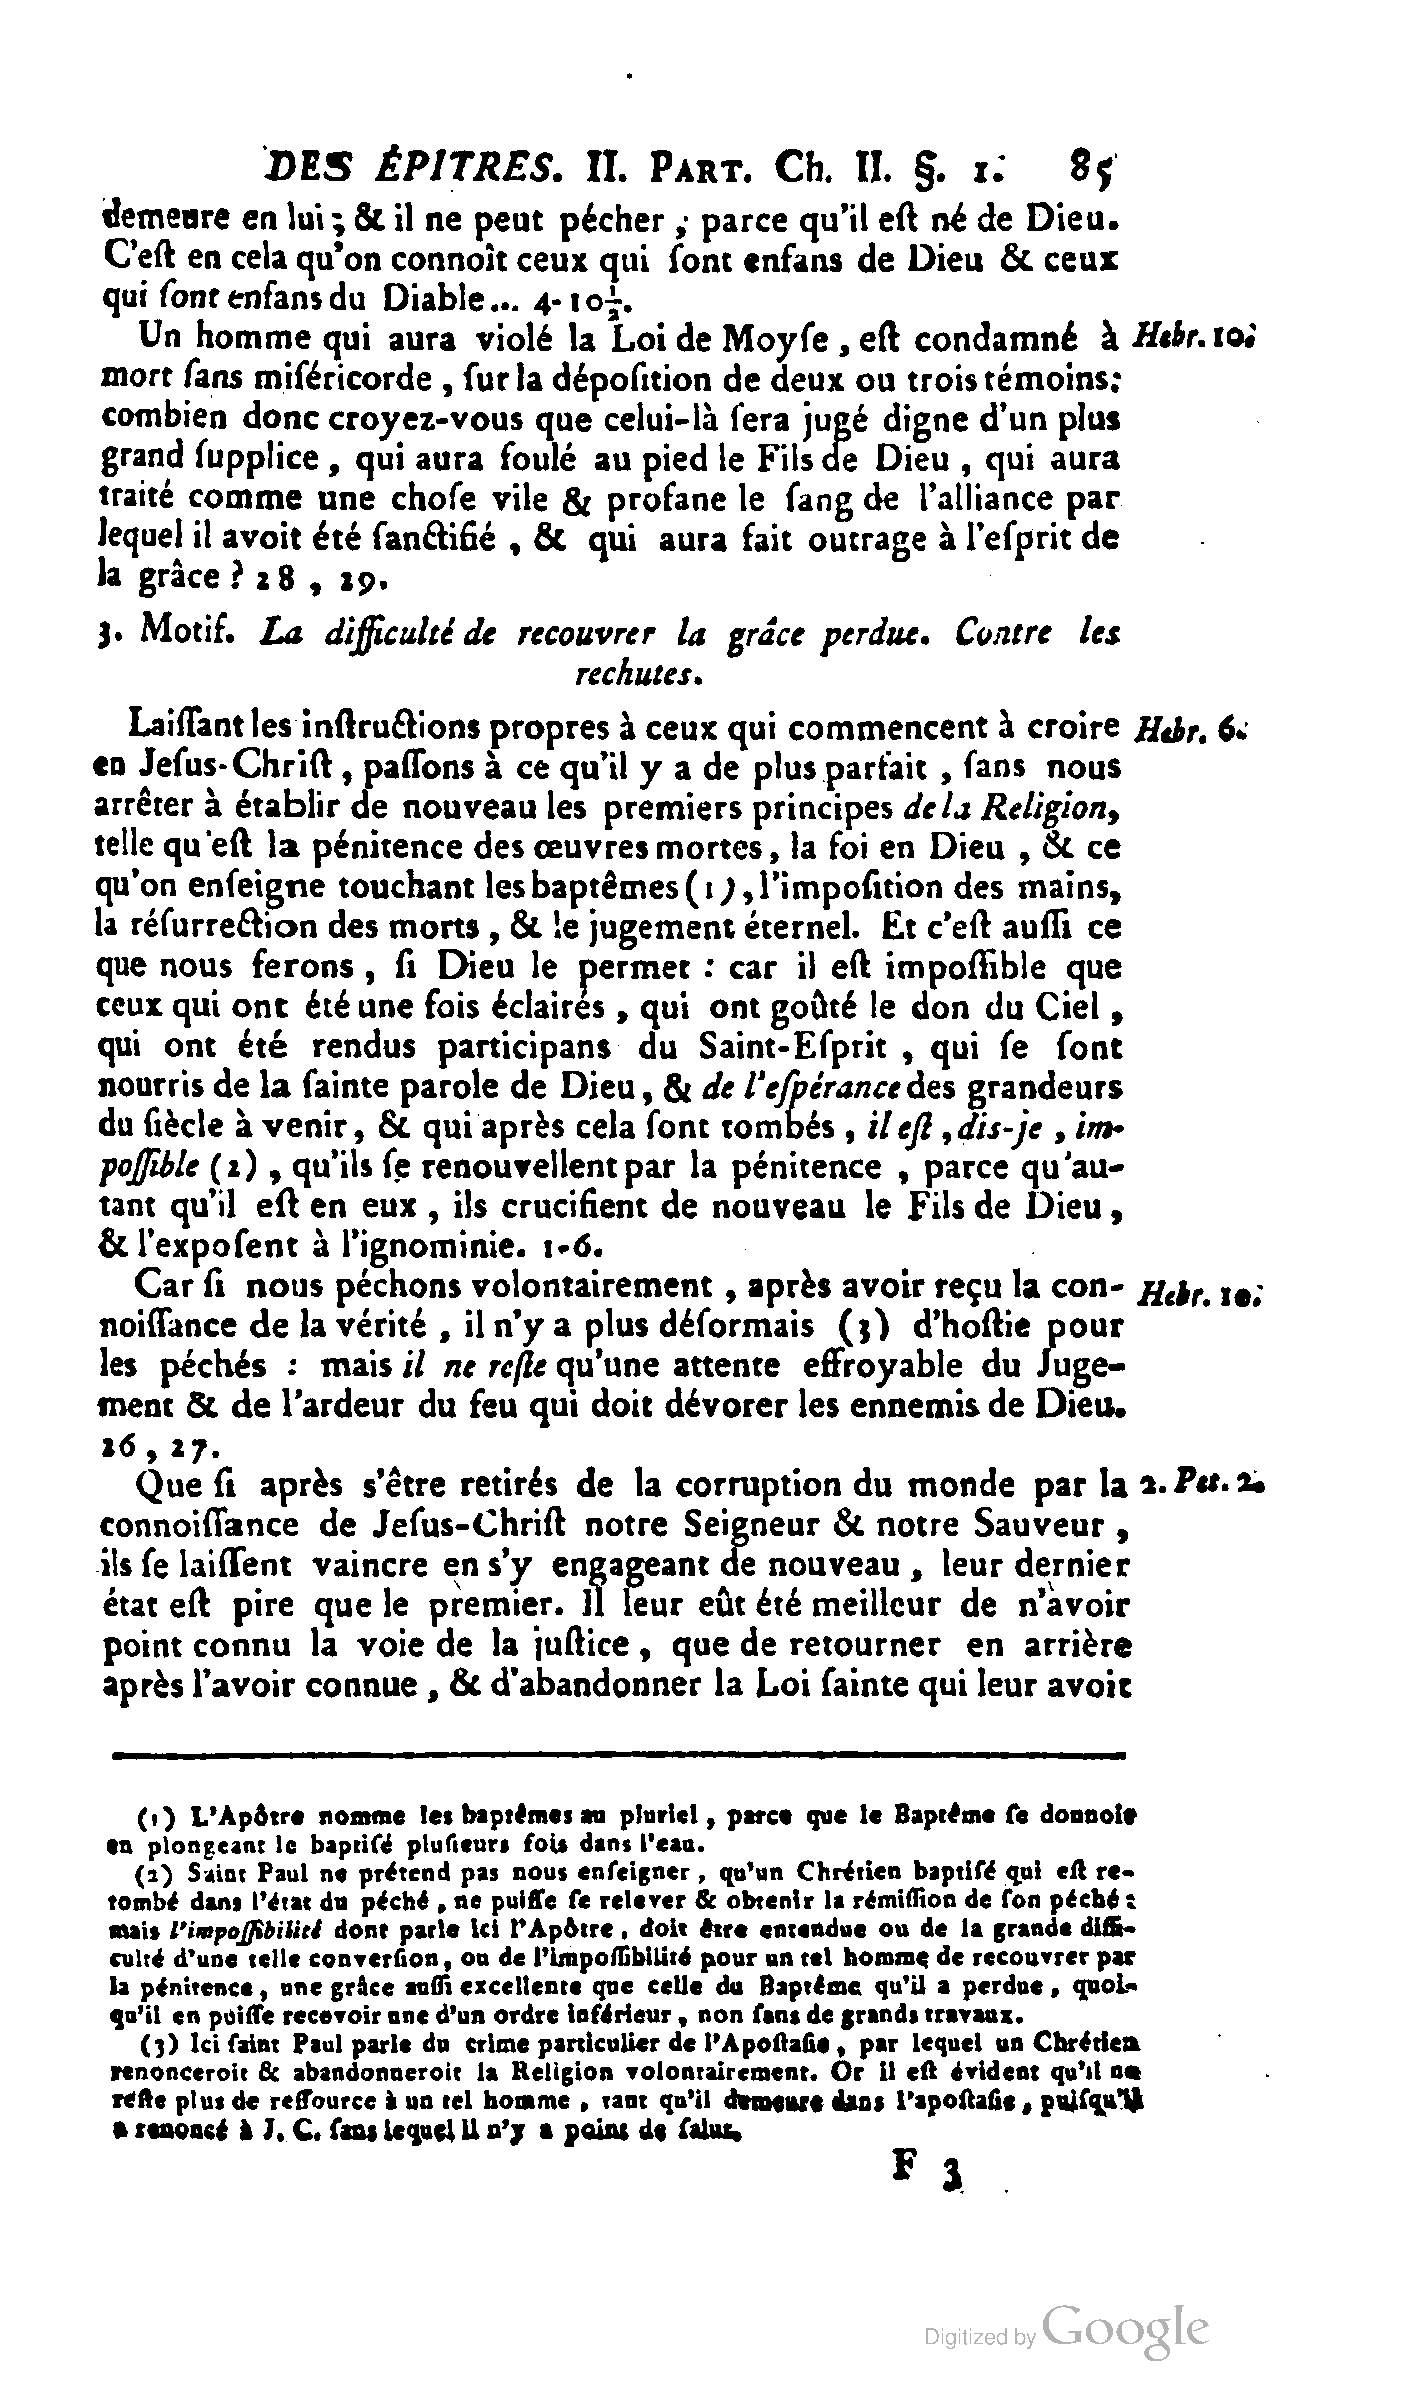 DES ÉPITRES. II. PART. Ch. II. §. 1. 85
demeure en lui ; & il ne peut pécher ; parce qu'il eſt né de Dieu.
C'eſt en cela qu'on connoît ceux qui ſont enfans de Dieu & ceux
qui ſont enfans du Diable... 4-10½.
Un homme qui aura violé la Loi de Moyſe , eſt condamné à Hebr. 10.
mort ſans miſéricorde , ſur la dépoſition de deux ou trois témoins;
combien donc croyez-vous que celui-là ſera jugé digne d'un plus
grand ſupplice , qui aura foulé au pied le Fils de Dieu , qui aura
traité comme une choſe vile & profane le ſang de l'alliance par
lequel il avoit été ſanctifié , & qui aura fait outrage à l'eſprit de
la grâce ? 28 , 29.
3. Motif. La difficulté de recouvrer la grâce perdue. Contre les
rechutes.
Laiſſant les inſtructions propres à ceux qui commencent à croire Hebr. 6.
en Jeſus-Chriſt , paſſons à ce qu'il y a de plus parfait , ſans nous
arrêter à établir de nouveau les premiers principes de la Religion,
telle qu'eſt la pénitence des œuvres mortes, la foi en Dieu , & ce
qu'on enſeigne touchant les baptêmes (1), l'impoſition des mains,
la réſurrection des morts , & le jugement éternel. Et c'eſt auſſi ce
que nous ferons , ſi Dieu le permet : car il eſt impoſſible que
ceux qui ont été une fois éclairés , qui ont goûté le don du Ciel ,
qui ont été rendus participans du Saint-Eſprit , qui ſe ſont
nourris de la ſainte parole de Dieu, & de l'eſpérance des grandeurs
du ſiècle à venir, & qui après cela ſont tombés , il eſt , dis-je , im-
poſſible (2) , qu'ils ſe renouvellent par la pénitence , parce qu'au-
tant qu'il eſt en eux , ils crucifient de nouveau le Fils de Dieu ,
& l'expoſent à l'ignominie. 1-6.
Car ſi nous péchons volontairement , après avoir reçu la con- Hebr. 10.
noiſſance de la vérité , il n'y a plus déſormais (3) d'hoſtie pour
les péchés : mais il ne reſte qu'une attente effroyable du Juge-
ment & de l'ardeur du feu qui doit dévorer les ennemis de Dieu.
26 , 27.
Que ſi après s'être retirés de la corruption du monde par la 2. Pet. 2.
connoiſſance de Jeſus-Chriſt notre Seigneur & notre Sauveur ,
ils ſe laiſſent vaincre en s'y engageant de nouveau , leur dernier
état eſt pire que le premier. Il leur eût été meilleur de n'avoir
point connu la voie de la juſtice , que de retourner en arrière
après l'avoir connue , & d'abandonner la Loi ſainte qui leur avoit
(1) L'Apôtre nomme les baptêmes au pluriel , parce que le Baptême ſe donnoit
en plongeant le baptiſé pluſieurs fois dans l'eau.
(2) Saint Paul ne prétend pas nous enſeigner , qu'un Chrétien baptiſé qui eſt re-
tombé dans l'état du péché , ne puiſſe ſe relever & obtenir la rémiſſion de ſon péché :
mais l'impoſſibilité dont parle ici l'Apôtre , doit être entendue ou de la grande diffi-
culté d'une telle converſion, ou de l'impoſſibilité pour un tel homme de recouvrer par
la pénitence, une grâce auſſi excellente que celle du Baptême qu'il a perdue , quoi-
qu'il en puiſſe recevoir une d'un ordre inférieur , non ſans de grands travaux.
(3) Ici ſaint Paul parle du crime particulier de l'Apoſtaſie , par lequel un Chrétien
renonceroit & abandonneroit la Religion volontairement. Or il eſt évident qu'il ne
reſte plus de reſſource à un tel homme , tant qu'il demeure dans l'apoſtaſie , puiſqu'il
a renoncé à J. C. ſans lequel il n'y a point de ſalut.
F 3
Digitized by Google